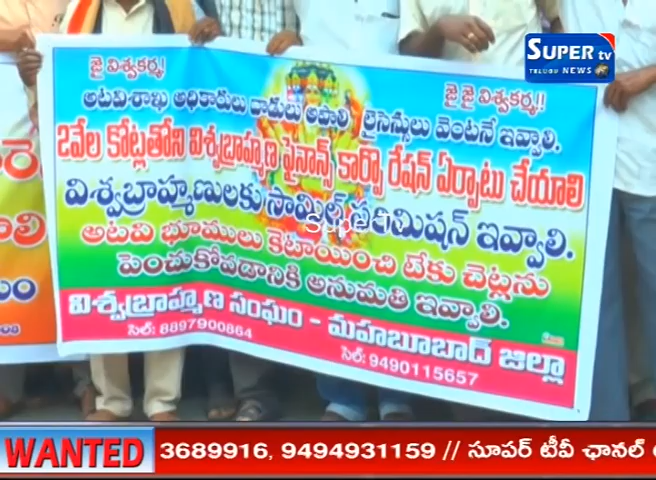 SUPER tv
TELUGU NEWS
జై విశ్వకర్మ!!
జై జై విశ్వకర్మ!!
అటవిశాఖ అధికారులు దాడులు ఆపాలి, లైసెన్సులు వెంటనే ఇవ్వాలి.
2వేల కోట్లతోని విశ్వబ్రాహ్మణ ఫైనాన్స్ కార్పొ రేషన్ ఏర్పాటు చేయాలి
విశ్వబ్రాహ్మణులకు సామిల్ పరిమిషన్ ఇవ్వాలి.
Super Tv
అటవి భూములు కేటాయించి టేకు చెట్లను
పెంచుకోవడానికి అనుమతి ఇవ్వాలి.
విశ్వబ్రాహ్మణ సంఘం - మహబూబాద్ జిల్లా
సెల్: 8897900864
సెల్: 9490115657
WANTED 3689916, 9494931159 // సూపర్ టీవీ ఛానల్